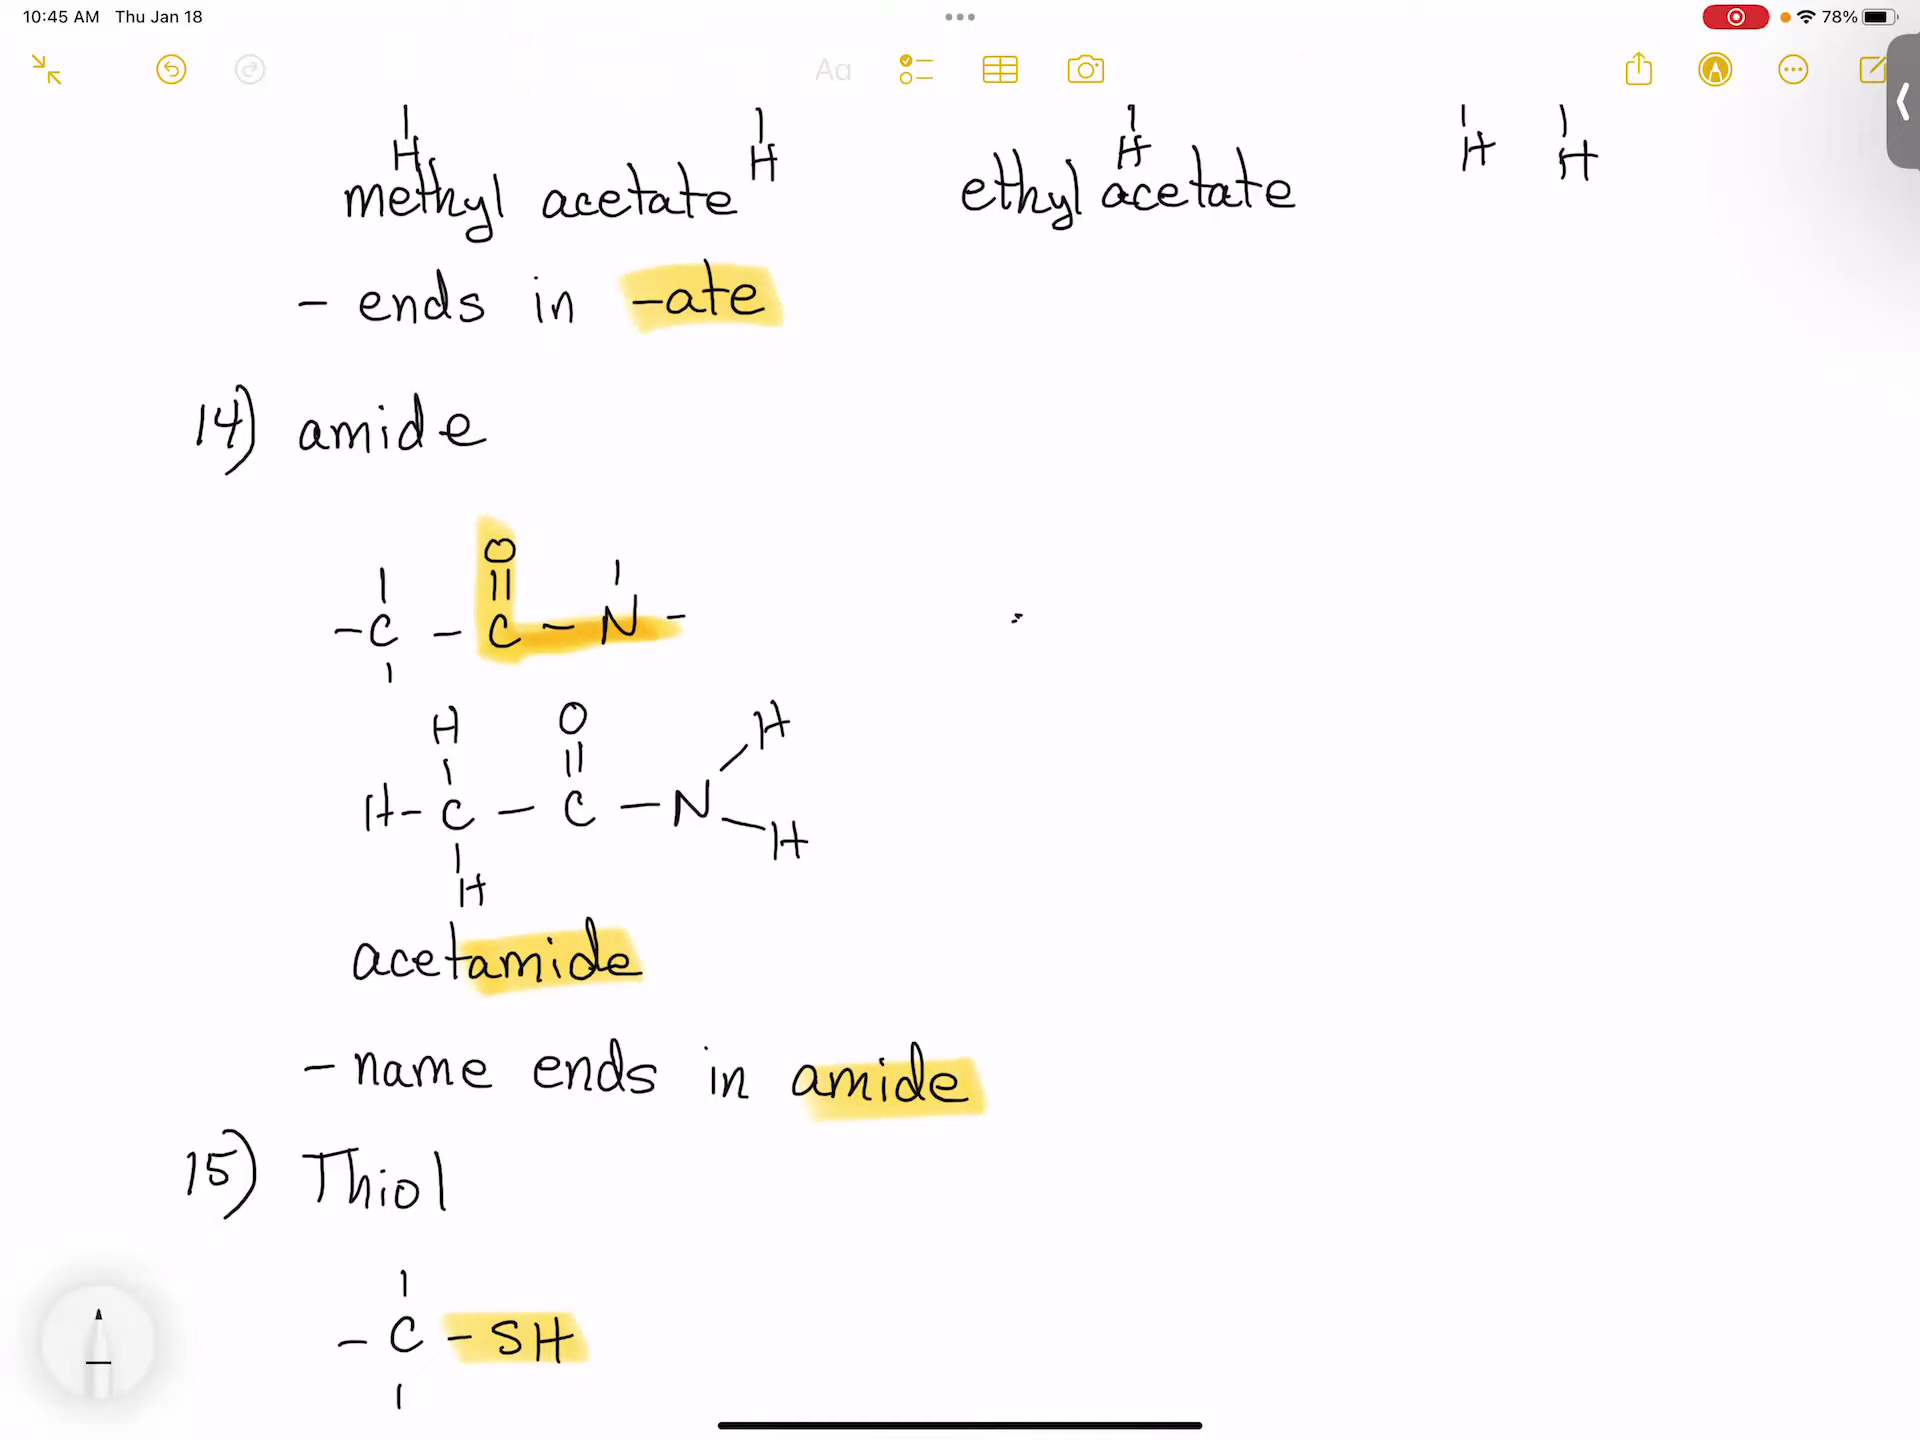 10:45 AM Thu Jan 18
78%
Aa
H H H H H
methyl acetate ethyl acetate
- ends in -ate
14) amide
O
- C - C - N -
H O H
H - C - C - N
H
H
acetamide
- name ends in amide
15) Thiol
- C - SH